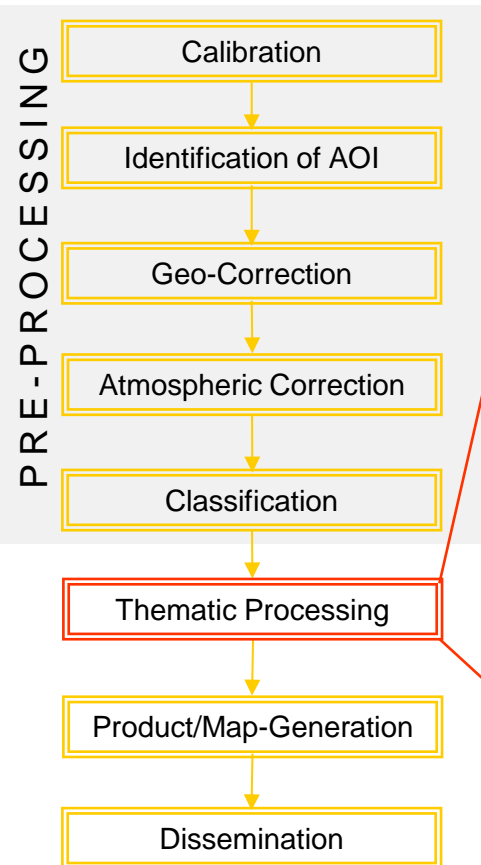 PRE-PROCESSING
Calibration
Identification of AOI
Geo-Correction
Atmospheric Correction
Classification
Thematic Processing
Product/Map-Generation
Dissemination